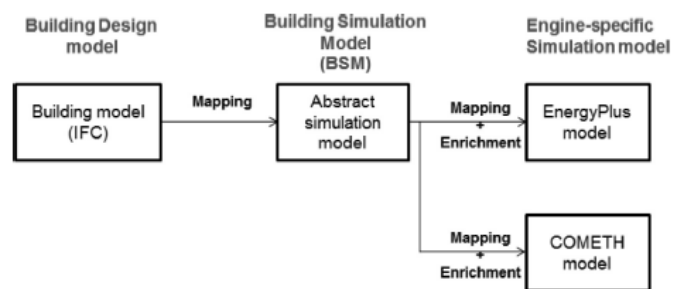 Building Design
model
Building Simulation
Model
(BSM)
Engine-specific
Simulation model
Building model
(IFC)
Mapping
Abstract
simulation
model
Mapping
+
Enrichment
EnergyPlus
model
Mapping
+
Enrichment
COMETH
model